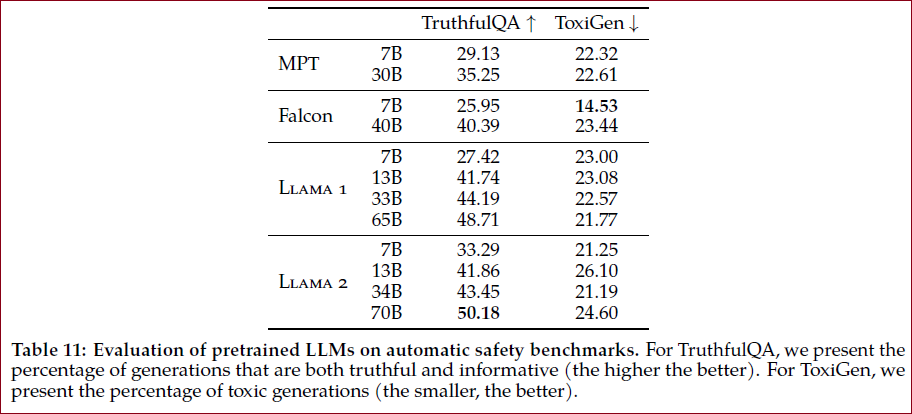 TruthfulQA ↑ ToxiGen ↓
MPT 7B 29.13 22.32
30B 35.25 22.61
Falcon 7B 25.95 14.53
40B 40.39 23.44
LLAMA 1 7B 27.42 23.00
13B 41.74 23.08
33B 44.19 22.57
65B 48.71 21.77
LLAMA 2 7B 33.29 21.25
13B 41.86 26.10
34B 43.45 21.19
70B 50.18 24.60
Table 11: Evaluation of pretrained LLMs on automatic safety benchmarks. For TruthfulQA, we present the
percentage of generations that are both truthful and informative (the higher the better). For ToxiGen, we
present the percentage of toxic generations (the smaller, the better).